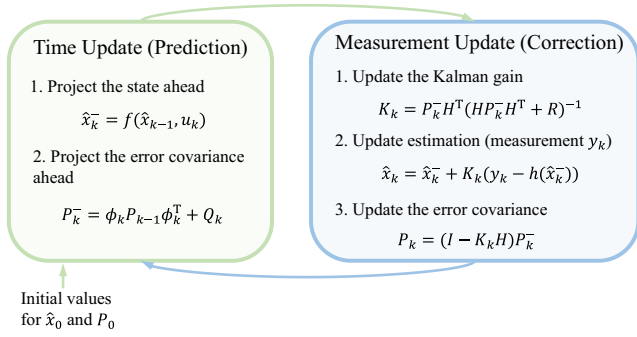 Time Update (Prediction)
1. Project the state ahead
x̂ₖ⁻ = f(x̂ₖ₋₁, uₖ)
2. Project the error covariance
ahead
Pₖ⁻ = ϕₖPₖ₋₁ϕₖᵀ + Qₖ
Initial values
for x̂₀ and P₀
Measurement Update (Correction)
1. Update the Kalman gain
Kₖ = Pₖ⁻Hᵀ(HPₖ⁻Hᵀ + R)⁻¹
2. Update estimation (measurement yₖ)
x̂ₖ = x̂ₖ⁻ + Kₖ(yₖ − h(x̂ₖ⁻))
3. Update the error covariance
Pₖ = (I − KₖH)Pₖ⁻